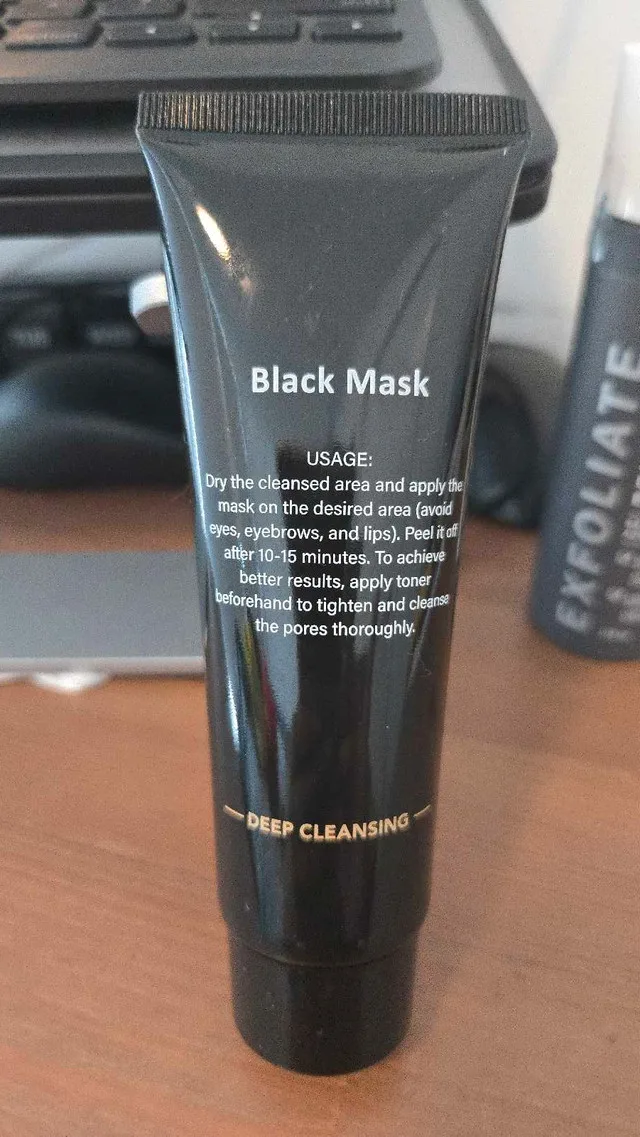 Black Mask
USAGE:
Dry the cleansed area and apply the
mask on the desired area (avoid
eyes, eyebrows, and lips). Peel it off
after 10-15 minutes. To achieve
better results, apply toner
beforehand to tighten and cleanse
the pores thoroughly.
DEEP CLEANSING
EXFOLIATE